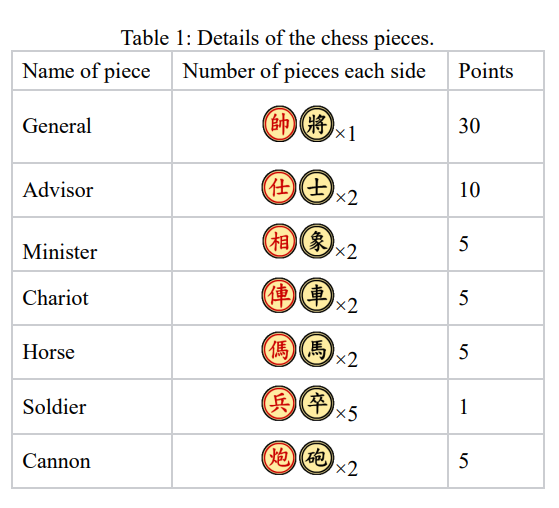 Table 1: Details of the chess pieces.
Name of piece Number of pieces each side Points
General 帥 將 ×1 30
Advisor 仕 士 ×2 10
Minister 相 象 ×2 5
Chariot 俥 車 ×2 5
Horse 傌 馬 ×2 5
Soldier 兵 卒 ×5 1
Cannon 炮 砲 ×2 5